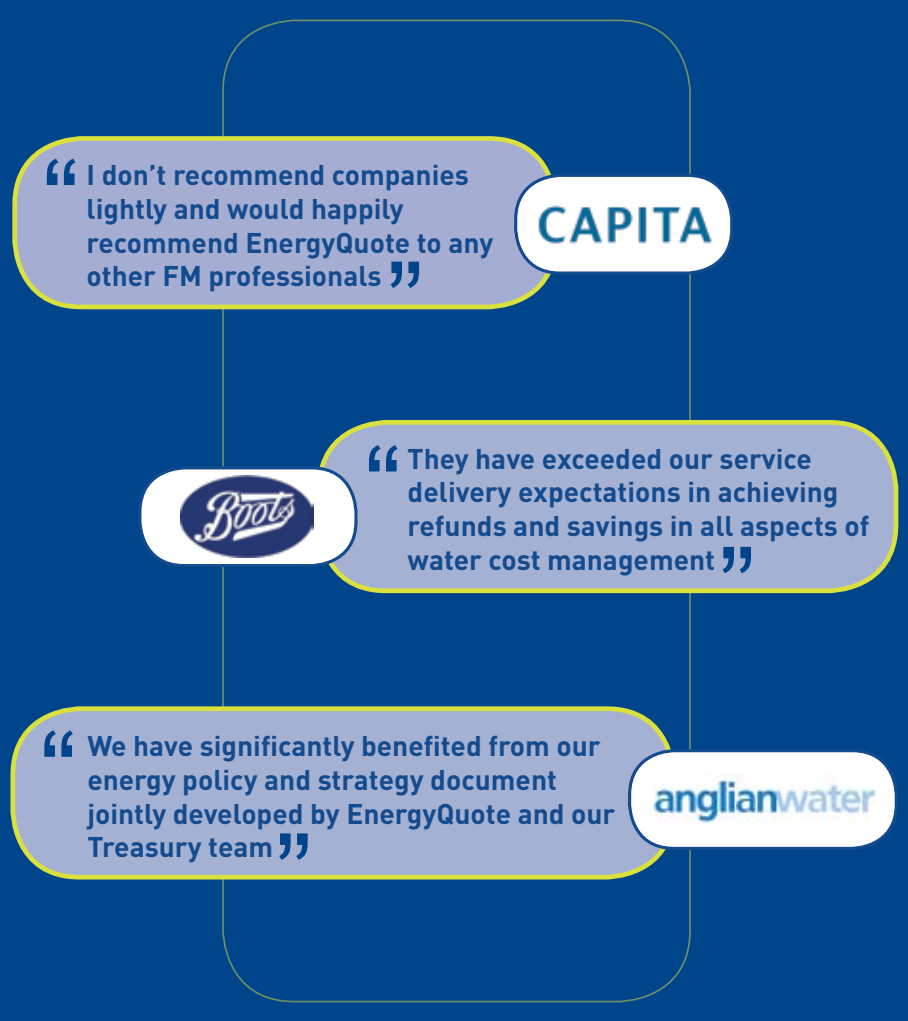 “ I don’t recommend companies
lightly and would happily
recommend EnergyQuote to any
other FM professionals ”
CAPITA
“ They have exceeded our service
delivery expectations in achieving
refunds and savings in all aspects of
water cost management ”
Boots
“ We have significantly benefited from our
energy policy and strategy document
jointly developed by EnergyQuote and our
Treasury team ”
anglianwater